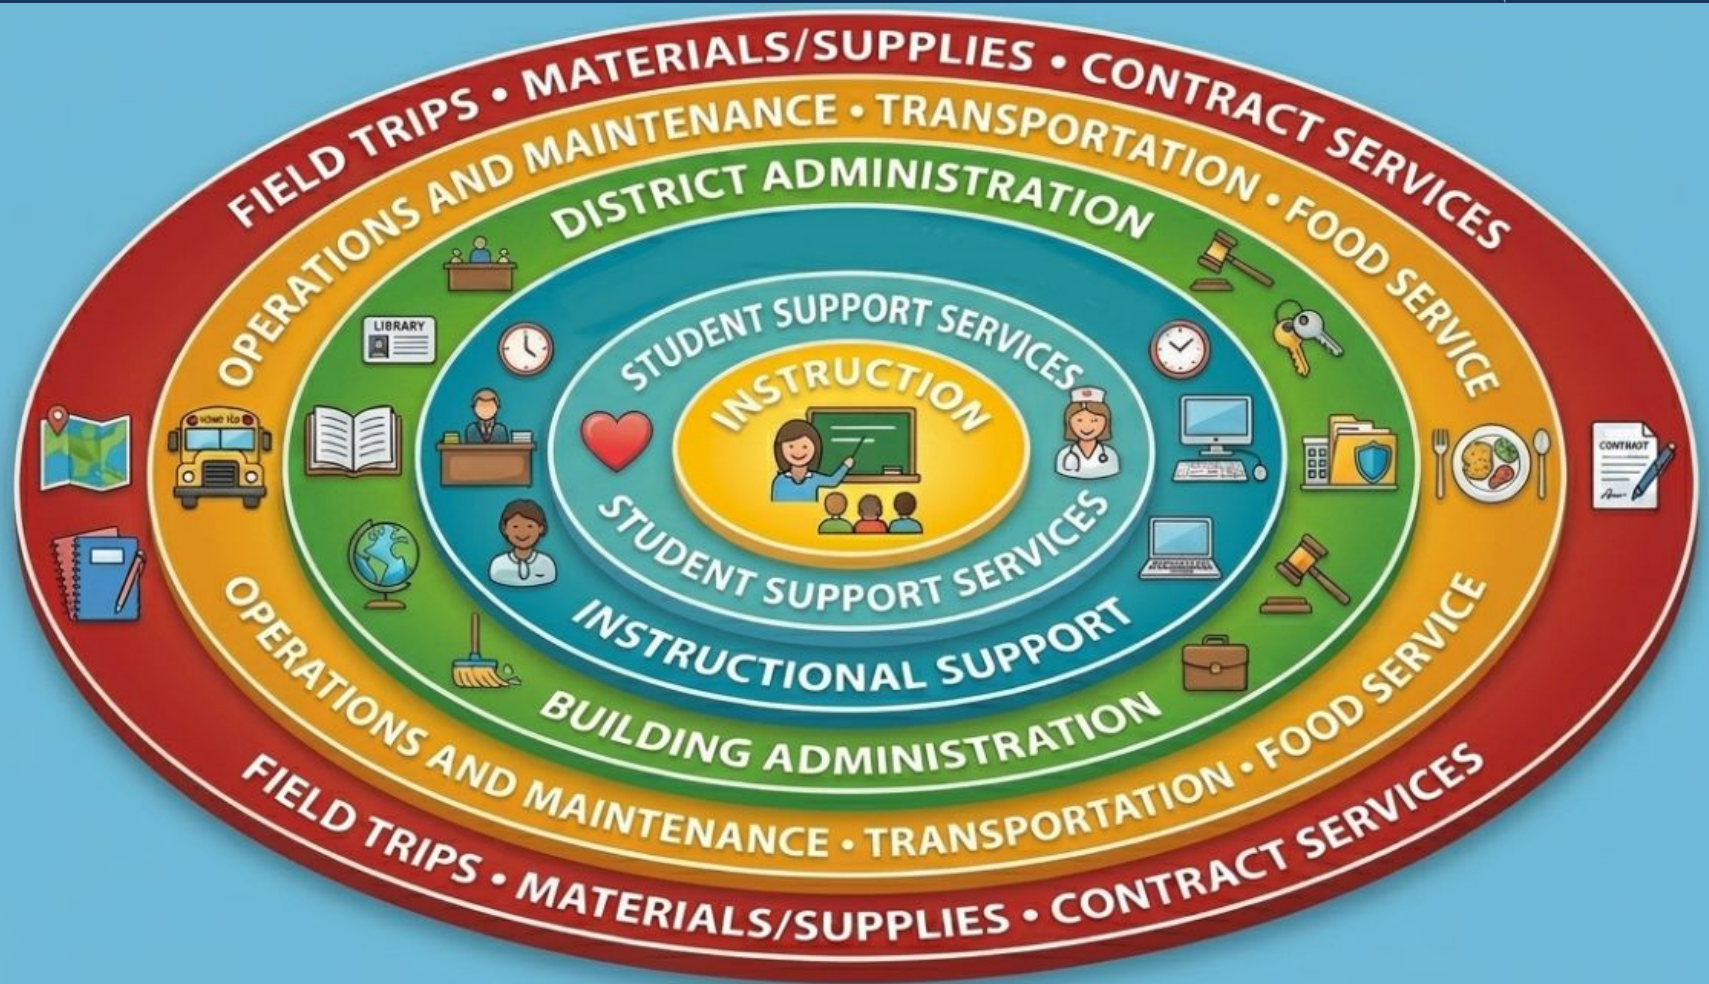 FIELD TRIPS • MATERIALS/SUPPLIES • CONTRACT SERVICES
OPERATIONS AND MAINTENANCE • TRANSPORTATION • FOOD SERVICE
DISTRICT ADMINISTRATION
STUDENT SUPPORT SERVICES
INSTRUCTION
LIBRARY
STUDENT SUPPORT SERVICES
INSTRUCTIONAL SUPPORT
BUILDING ADMINISTRATION
OPERATIONS AND MAINTENANCE • TRANSPORTATION • FOOD SERVICE
FIELD TRIPS • MATERIALS/SUPPLIES • CONTRACT SERVICES